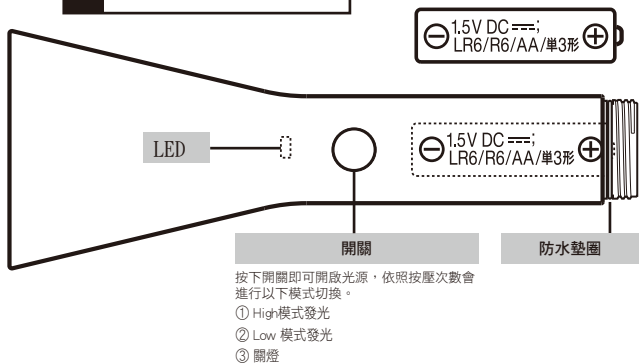 1.5V DC ⎓;
LR6/R6/AA/単3形
LED
1.5V DC ⎓;
LR6/R6/AA/単3形
開關
防水墊圈
按下開關即可開啟光源，依照按壓次數會
進行以下模式切換。
① High模式發光
② Low 模式發光
③ 關燈